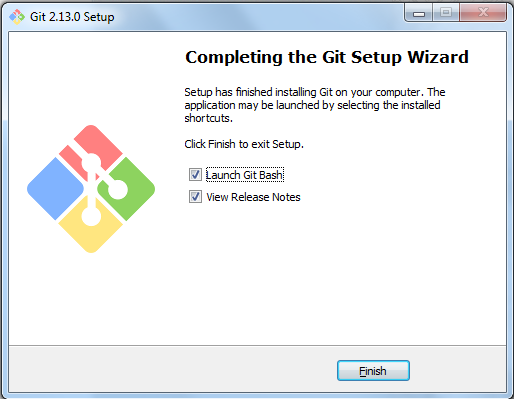 Git 2.13.0 Setup
Completing the Git Setup Wizard
Setup has finished installing Git on your computer. The
application may be launched by selecting the installed
shortcuts.
Click Finish to exit Setup.
Launch Git Bash
View Release Notes
Finish